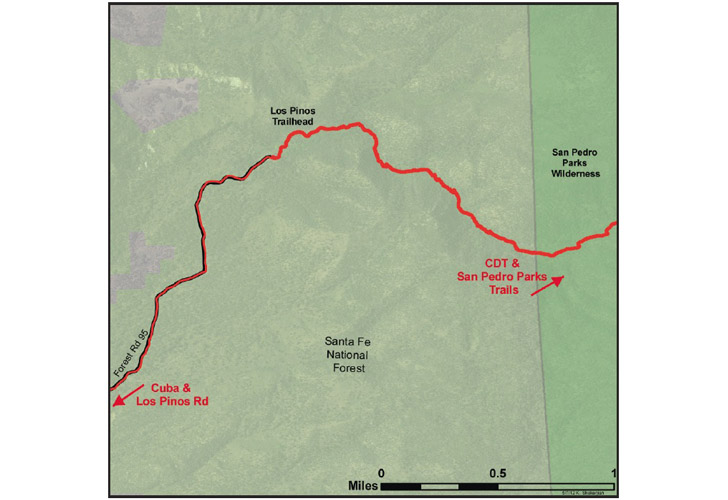 Los Pinos
Trailhead
San Pedro
Parks
Wilderness
CDT &
San Pedro Parks
Trails
Forest Rd 95
Santa Fe
National
Forest
Cuba &
Los Pinos Rd
0
0.5
1
Miles